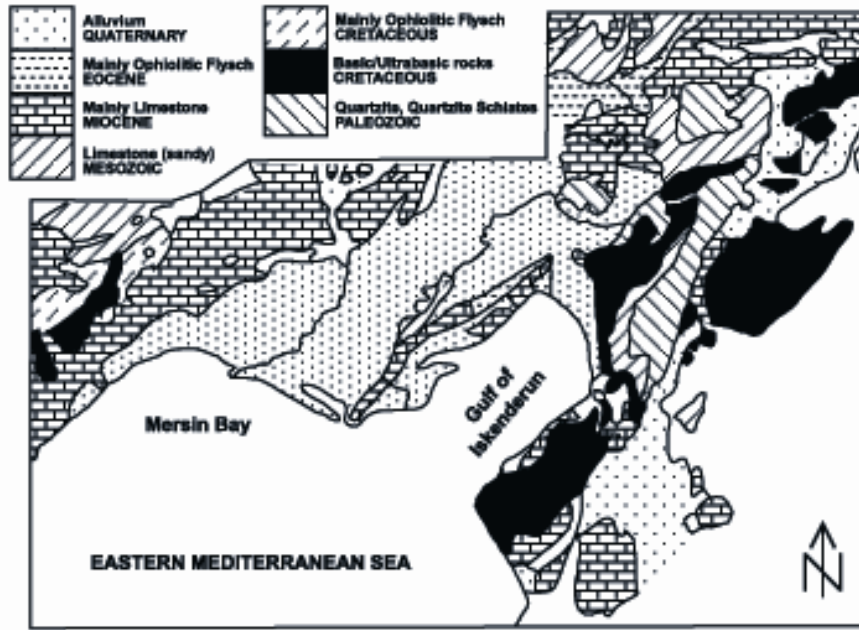 Alluvium
QUATERNARY
Mainly Ophiolitic Flysch
EOCENE
Mainly Limestone
MIOCENE
Limestone (sandy)
MESOZOIC
Mainly Ophiolitic Flysch
CRETACEOUS
Basic/Ultrabasic rocks
CRETACEOUS
Quartzite, Quartzite Schistes
PALEOZOIC
Mersin Bay
Gulf of
Iskenderun
EASTERN MEDITERRANEAN SEA
N